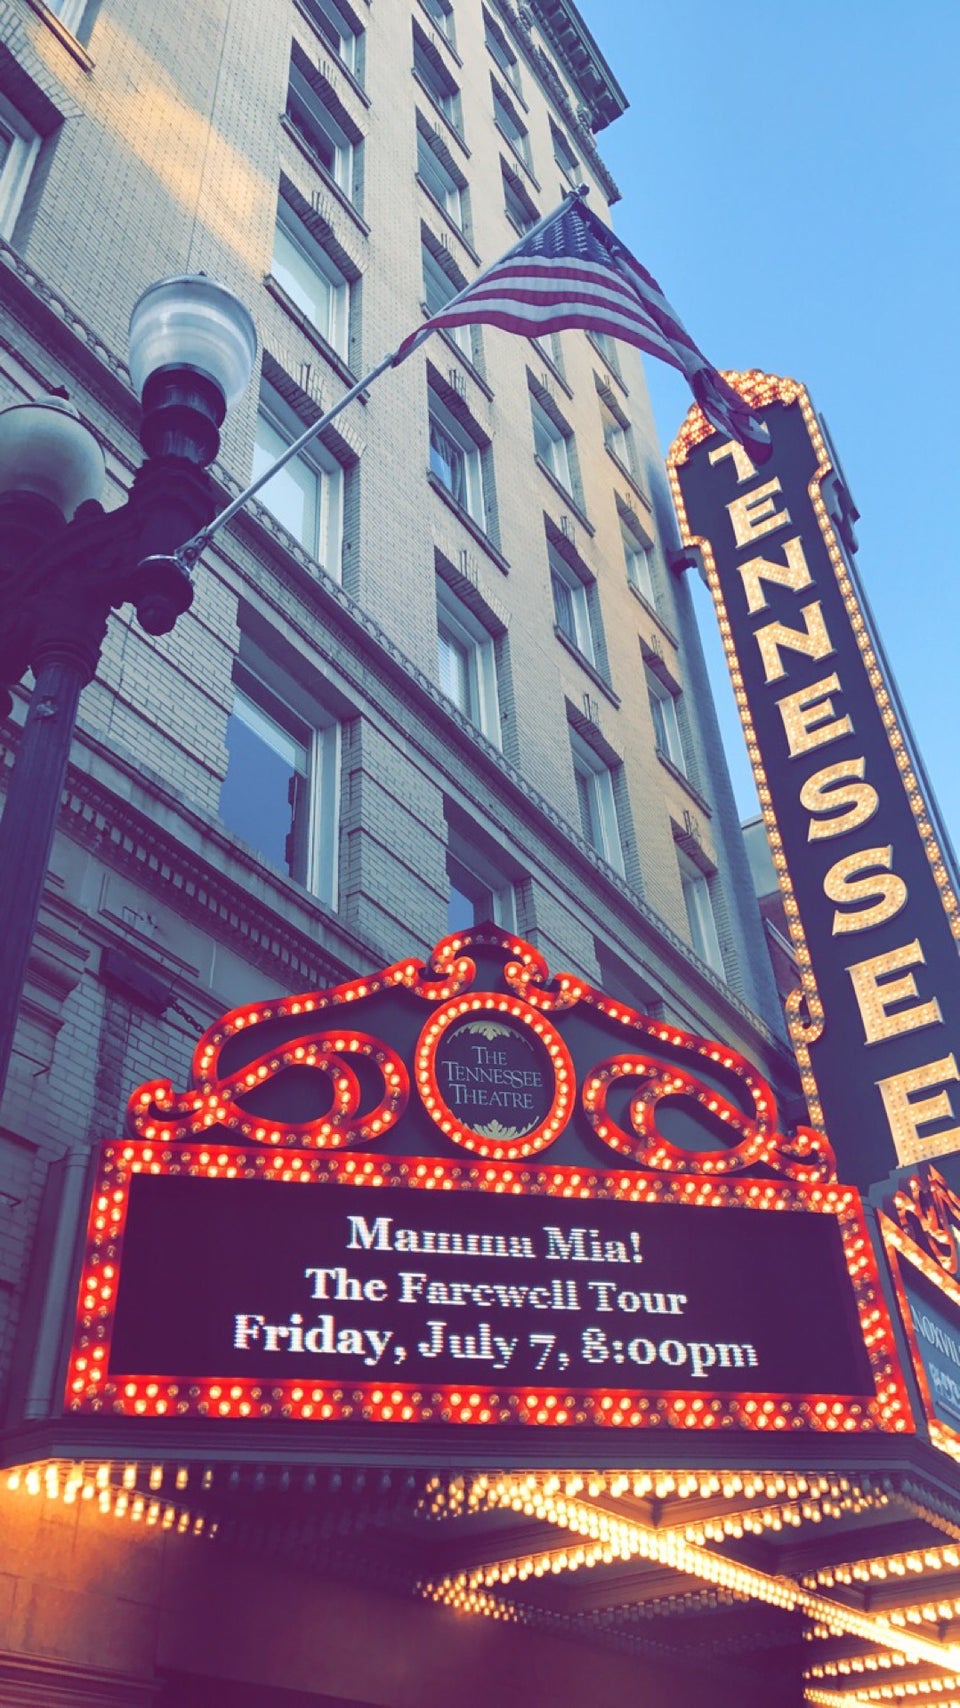 TENNESSEE
THE
TENNESSEE
THEATRE
Mamma Mia!
The Farewell Tour
Friday, July 7, 8:00pm